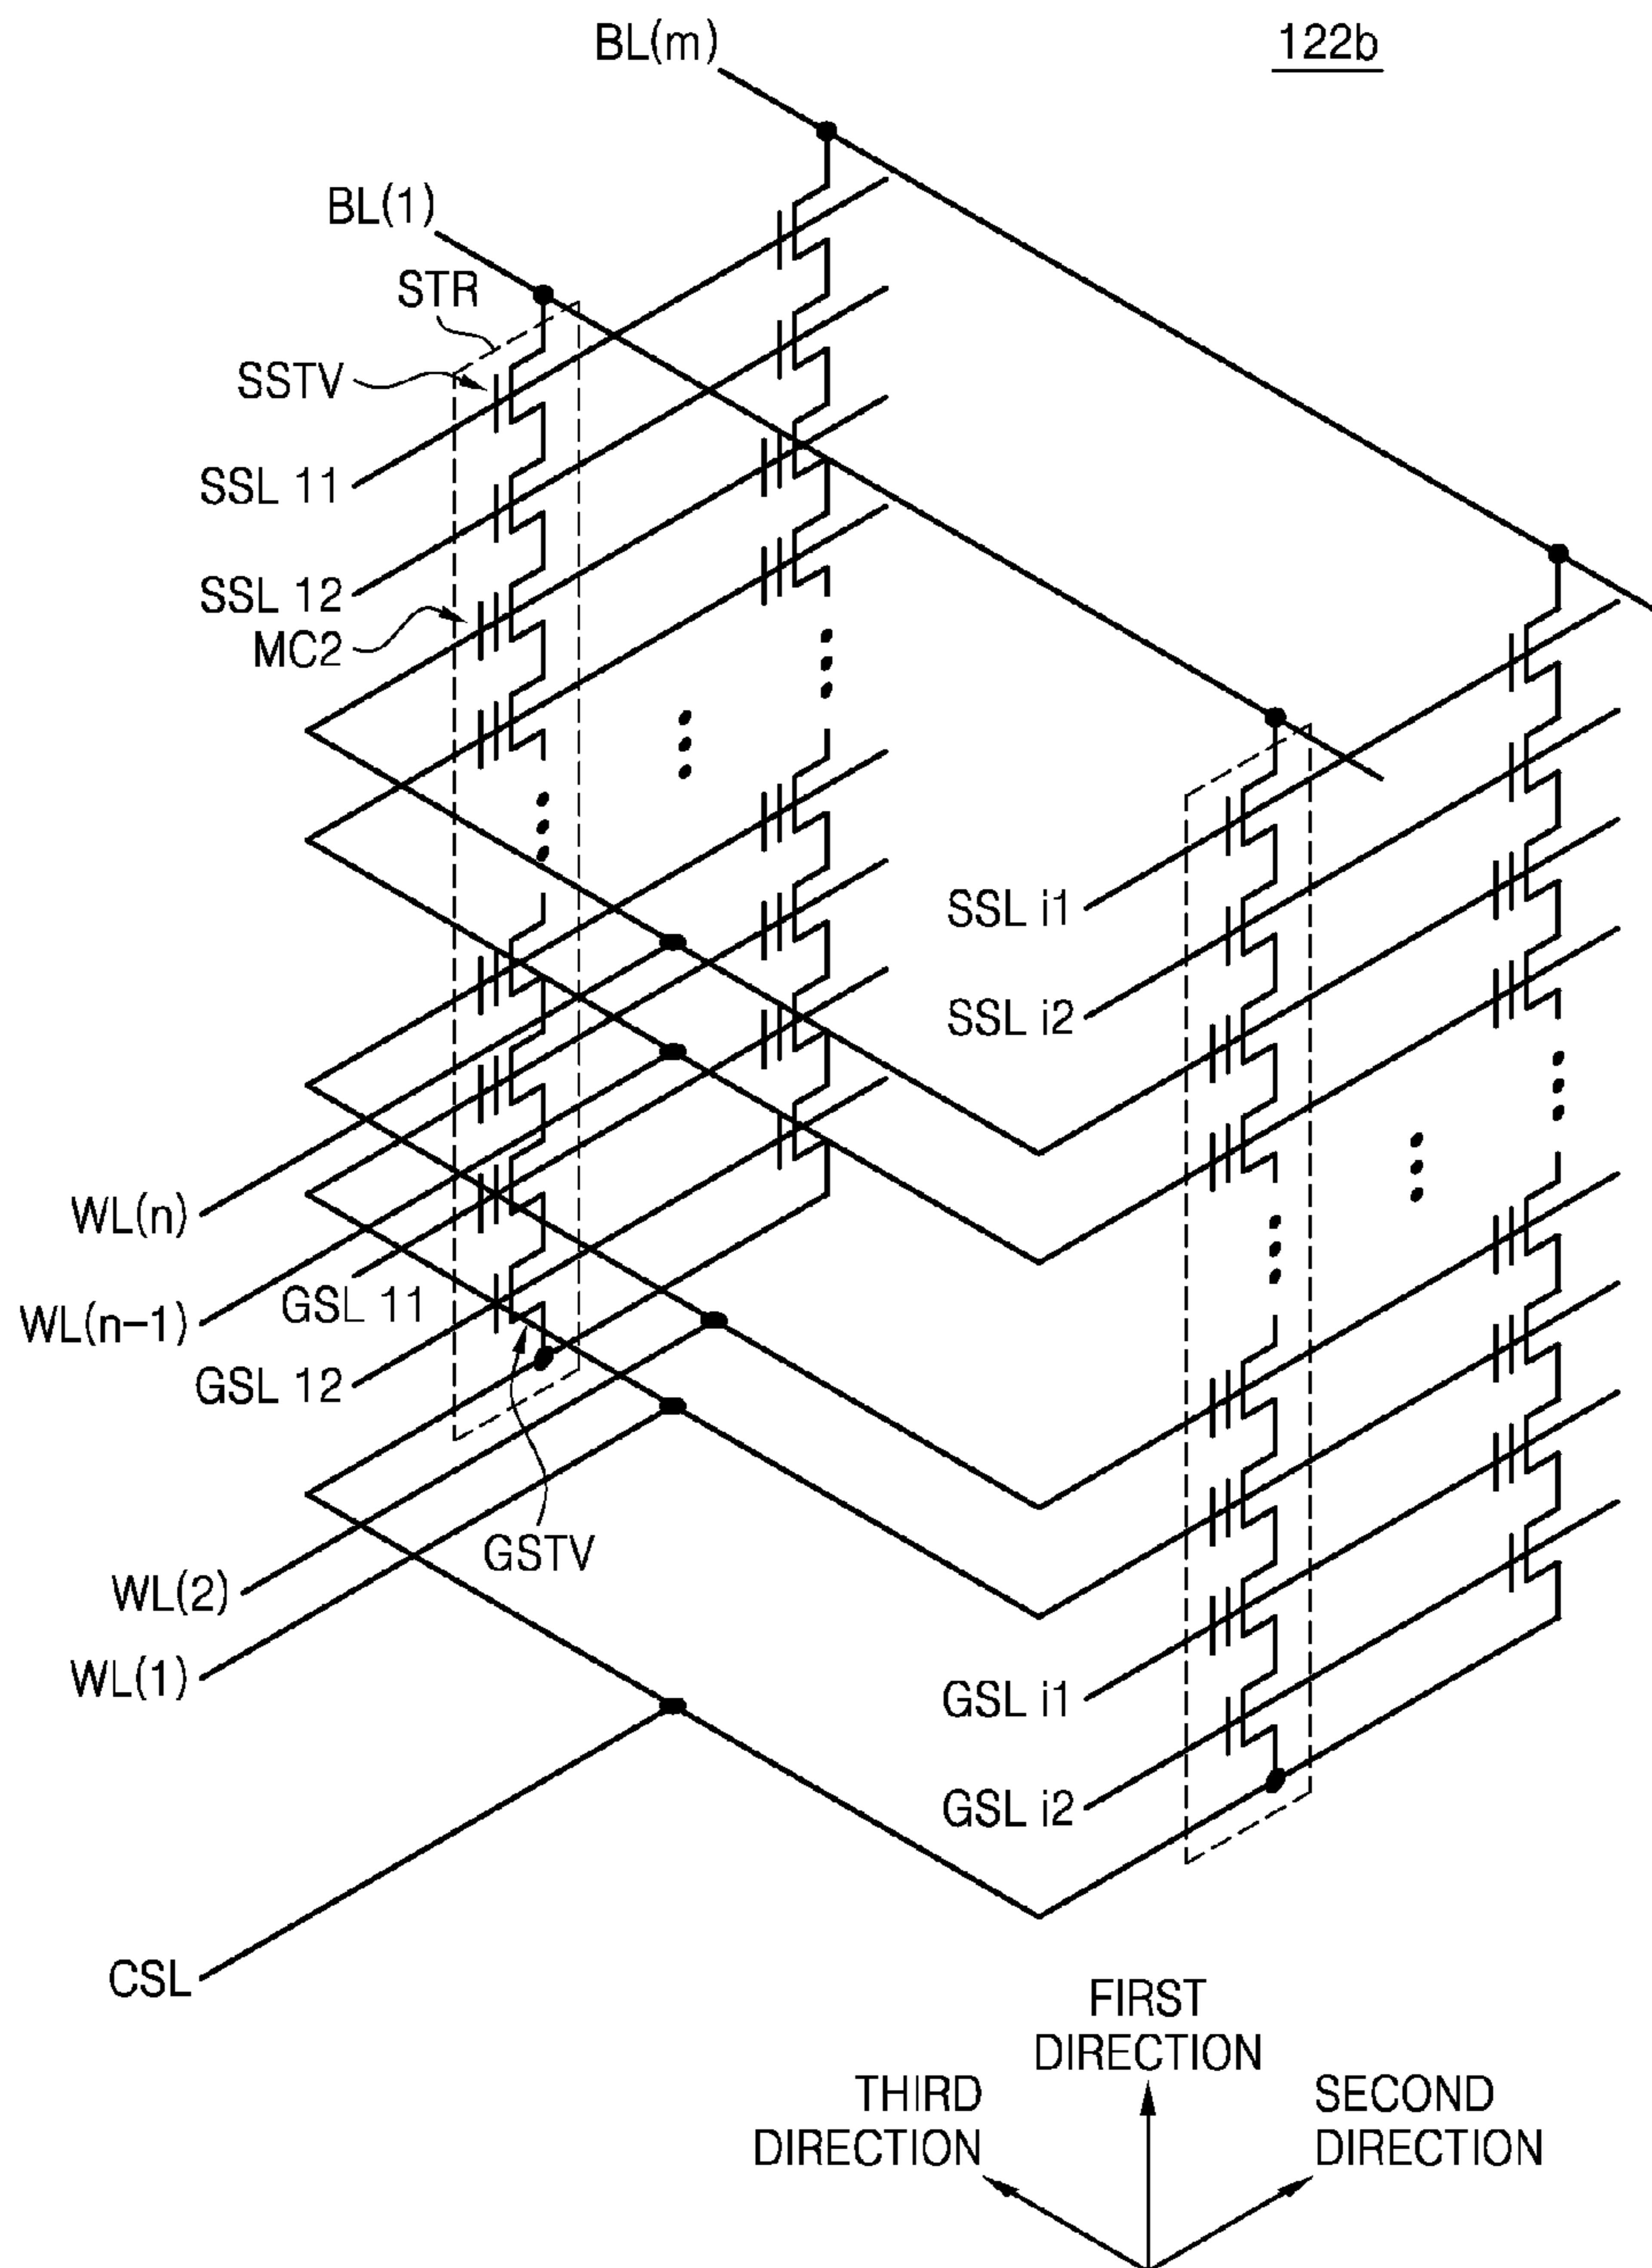 BL(m)
122b
BL(1)
STR
SSTV
SSL 11
SSL 12
MC2
SSL i1
SSL i2
WL(n)
GSL 11
WL(n-1)
GSL 12
GSTV
WL(2)
WL(1)
GSL i1
GSL i2
CSL
FIRST
DIRECTION
THIRD
DIRECTION
SECOND
DIRECTION